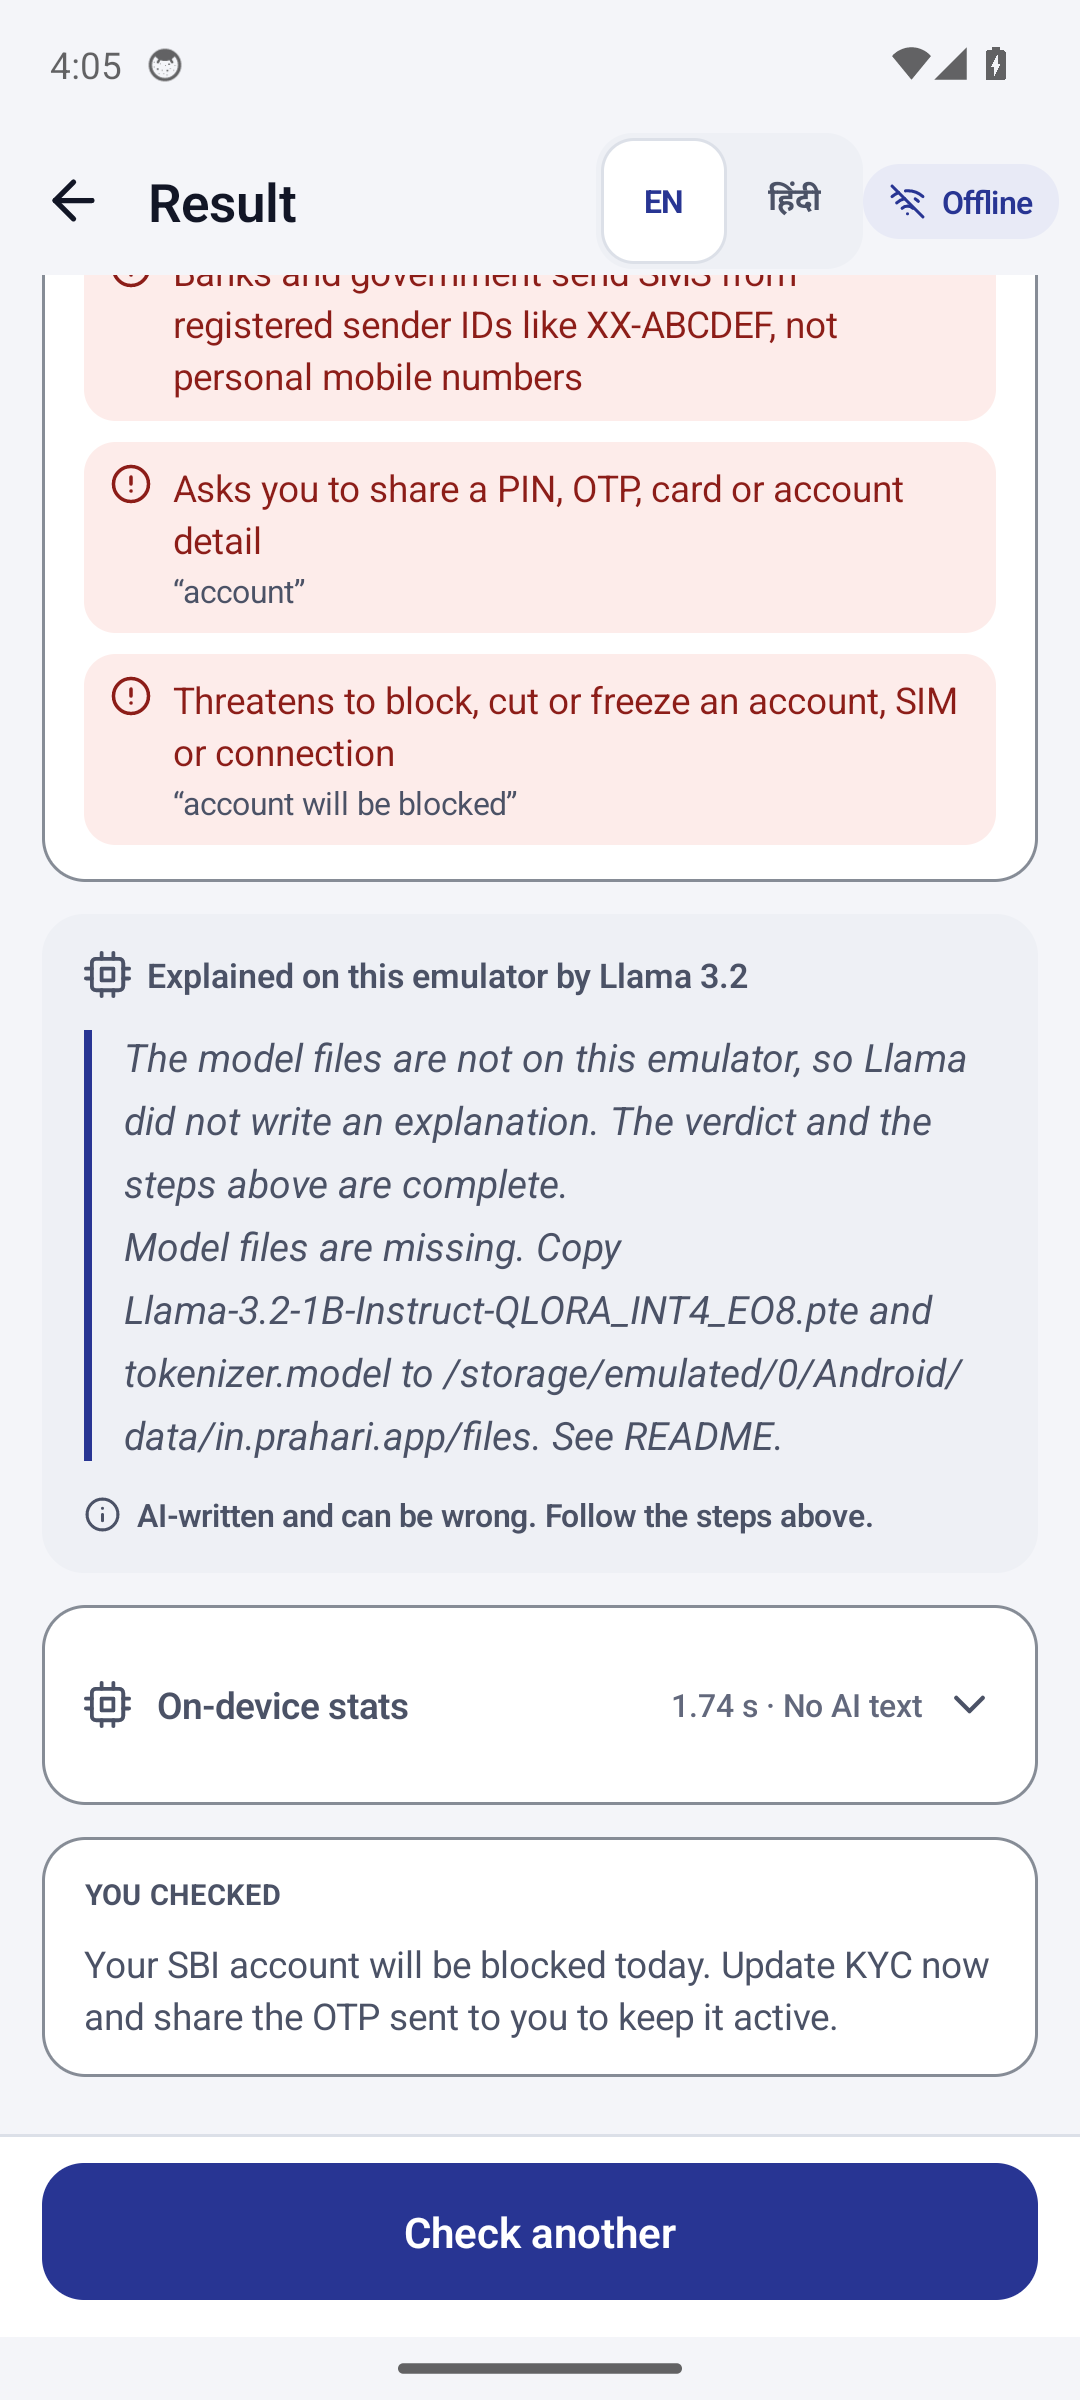 4:05
Result
EN
हिंदी
Offline
Banks and government send SMS from
registered sender IDs like XX-ABCDEF, not
personal mobile numbers
Asks you to share a PIN, OTP, card or account
detail
“account”
Threatens to block, cut or freeze an account, SIM
or connection
“account will be blocked”
Explained on this emulator by Llama 3.2
The model files are not on this emulator, so Llama
did not write an explanation. The verdict and the
steps above are complete.
Model files are missing. Copy
Llama-3.2-1B-Instruct-QLORA_INT4_EO8.pte and
tokenizer.model to /storage/emulated/0/Android/
data/in.prahari.app/files. See README.
AI-written and can be wrong. Follow the steps above.
On-device stats
1.74 s · No AI text
YOU CHECKED
Your SBI account will be blocked today. Update KYC now
and share the OTP sent to you to keep it active.
Check another